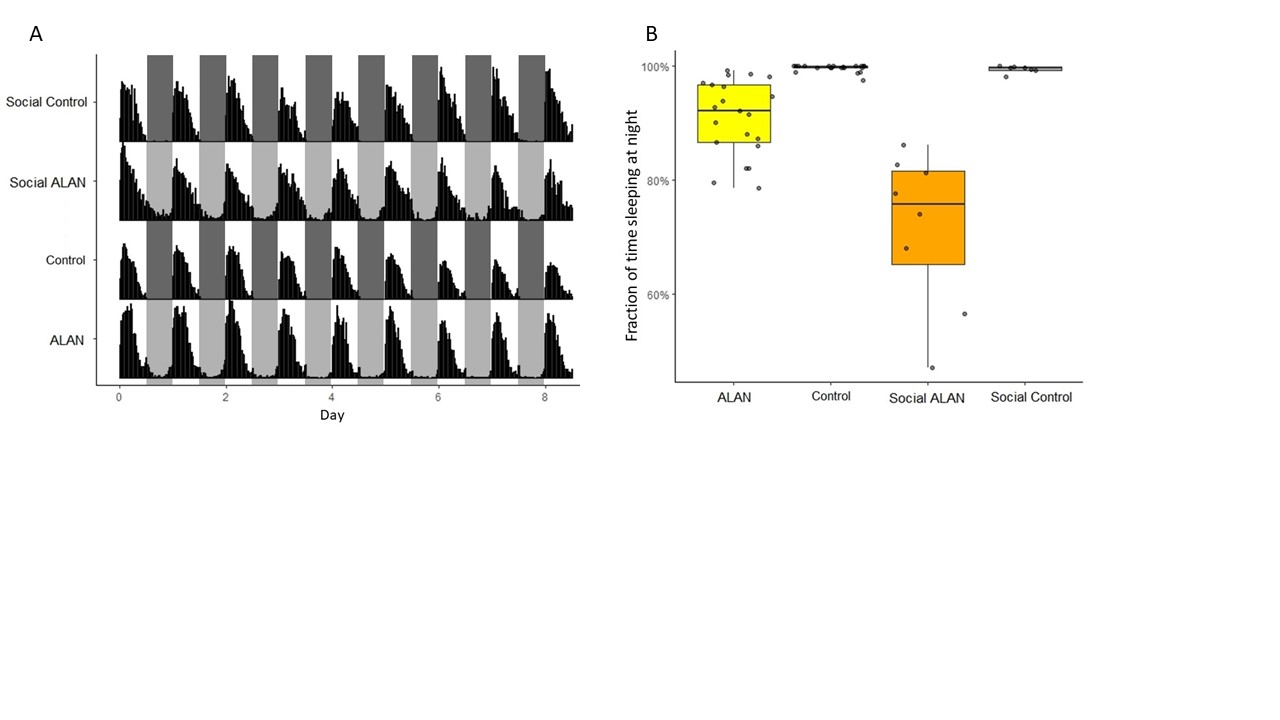 A
Social Control
Social ALAN
Control
ALAN
0 2 4 6 8
Day
B
Fraction of time sleeping at night
100%
80%
60%
ALAN Control Social ALAN Social Control